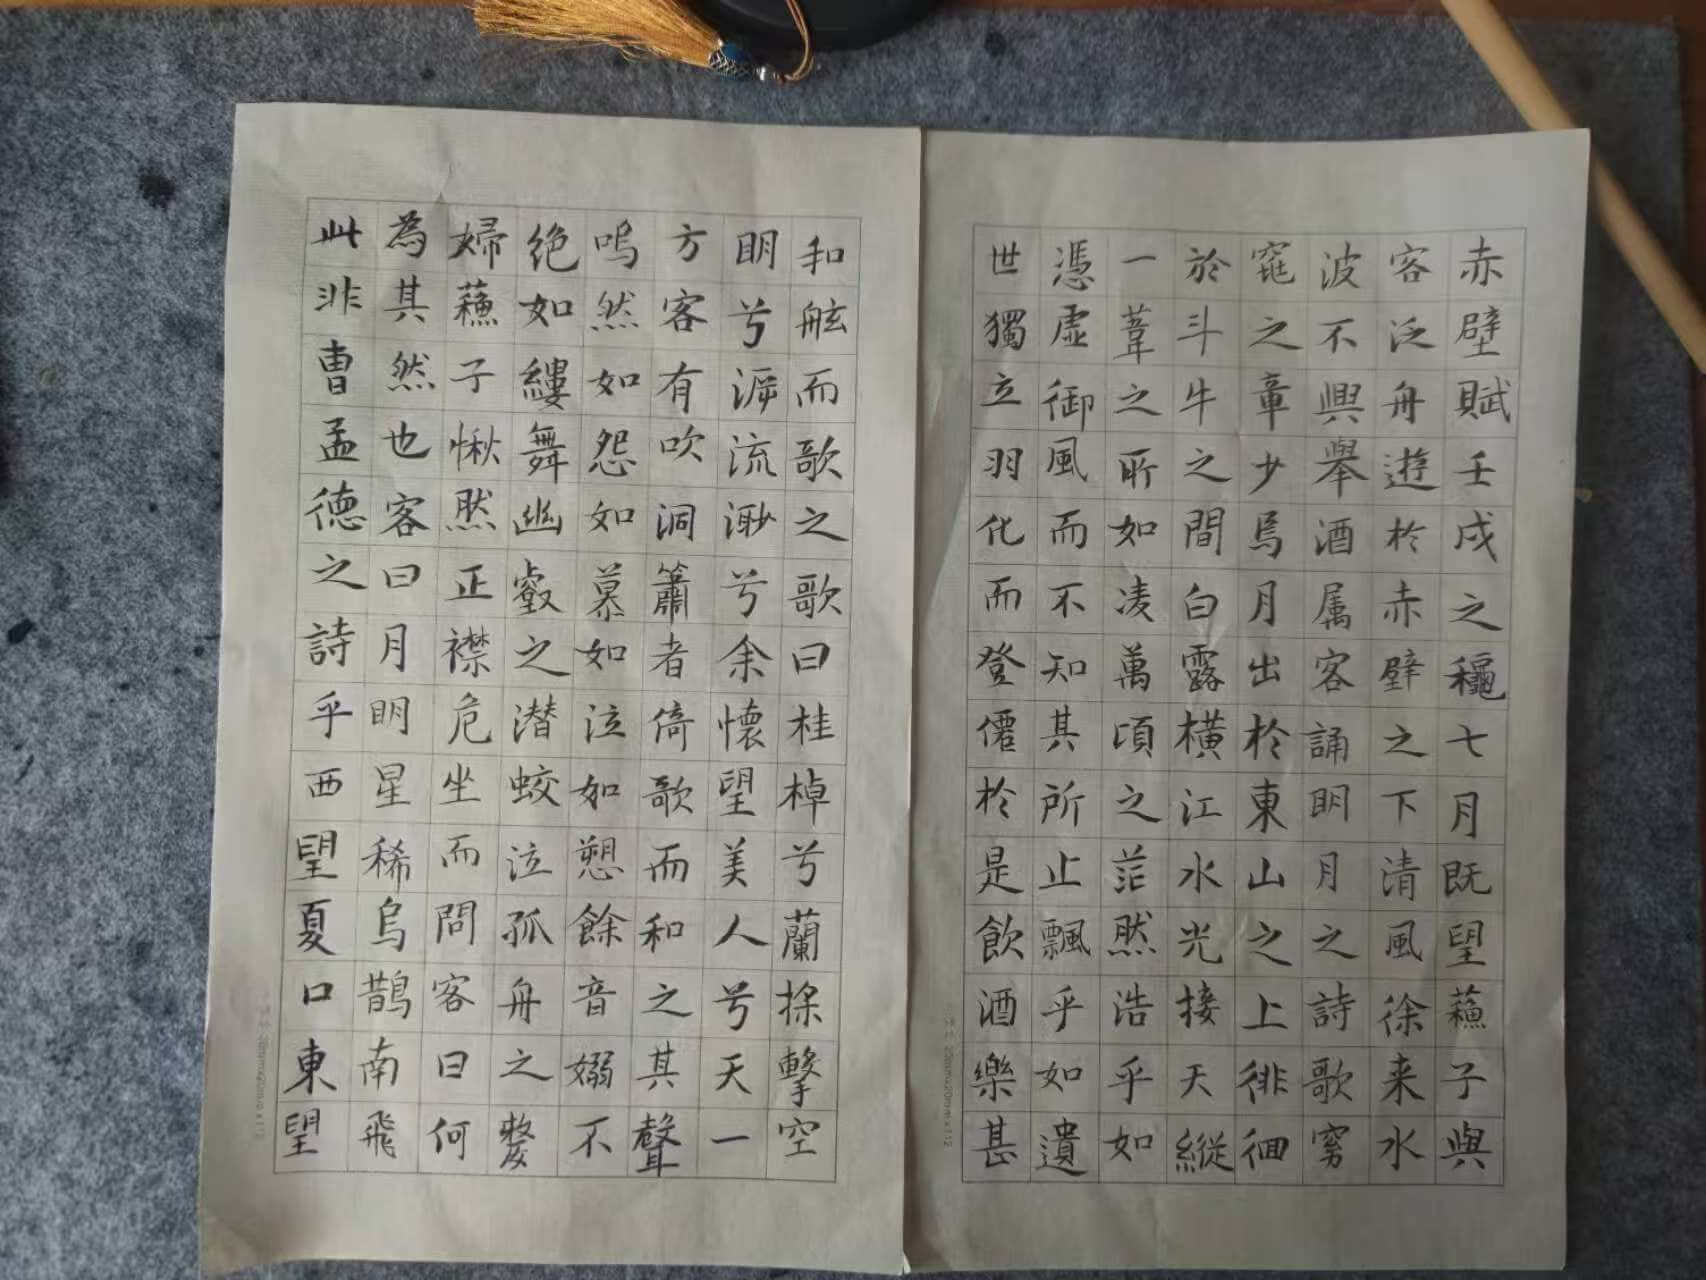 赤壁賦壬戌之龝七月既望蘓子與
客泛舟遊於赤壁之下清風徐来水
波不興舉酒属客誦明月之詩歌窈
窕之章少焉月出於東山之上徘徊
於斗牛之間白露橫江水光接天縱
一葦之所如凌萬頃之茫然浩乎如
憑虛御風而不知其所止飄乎如遺
世獨立羽化而登僊於是飲酒樂甚
扣舷而歌之歌曰桂棹兮蘭槳擊空
明兮泝流渺兮余懷望美人兮天一
方客有吹洞簫者倚歌而和之其聲
嗚然如怨如慕如泣如愬餘音嫋不
絕如縷舞幽壑之潜蛟泣孤舟之嫠
婦蘓子愀然正襟危坐而問客曰何
為其然也客曰月明星稀烏鵲南飛
此非曹孟德之詩乎西望夏口東望